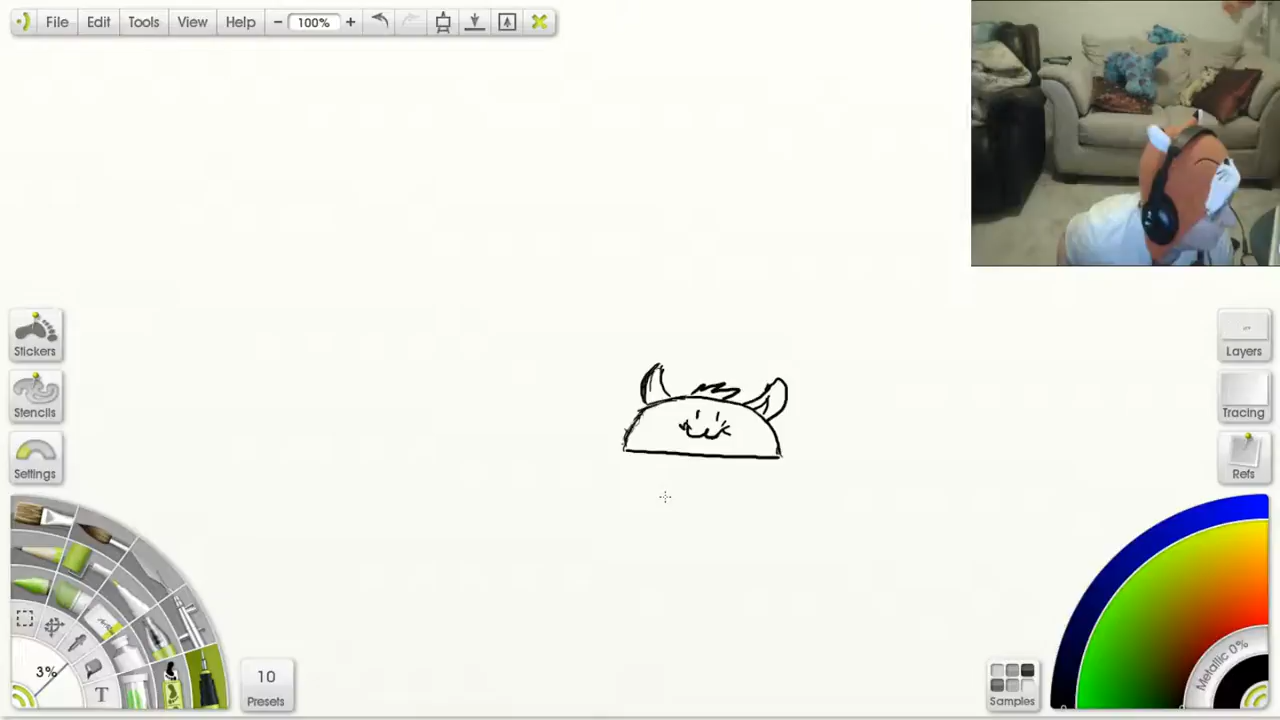 File Edit Tools View Help − 100% +
Stickers
Stencils
Settings
Layers
Tracing
Refs
3%
T
10
Presets
Metallic 0%
Samples